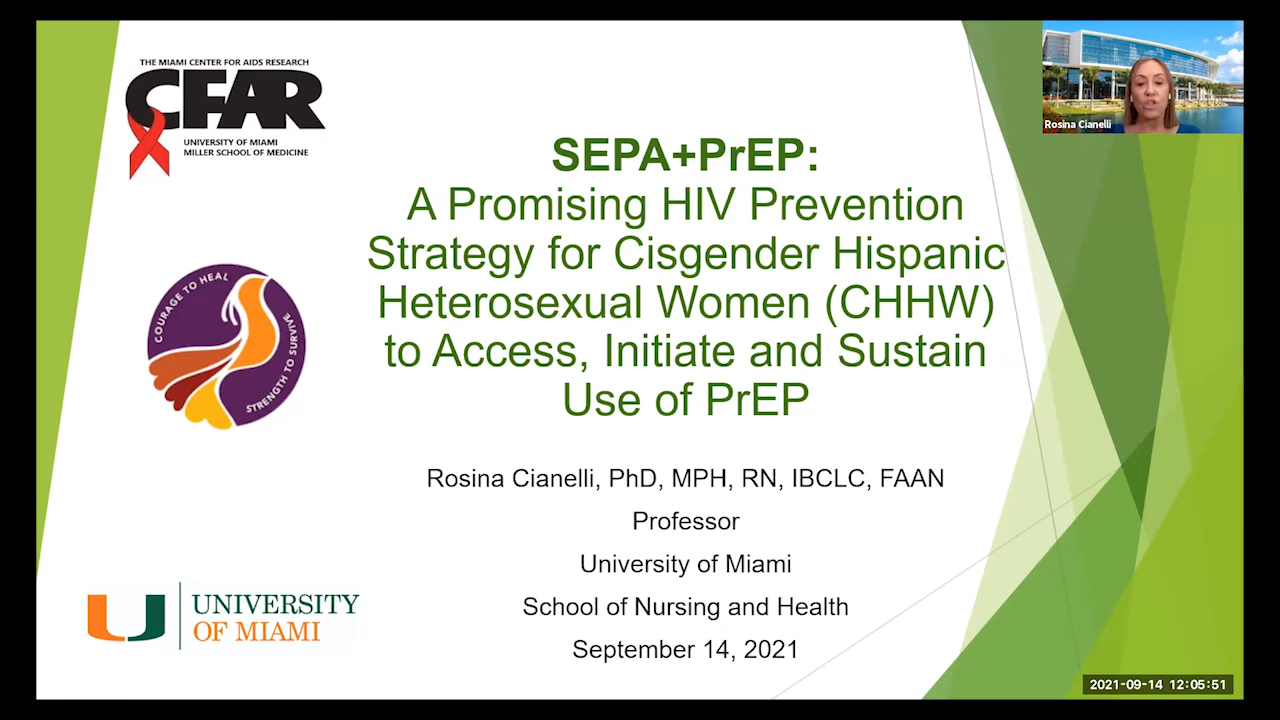 THE MIAMI CENTER FOR AIDS RESEARCH
CFAR
UNIVERSITY OF MIAMI
MILLER SCHOOL OF MEDICINE
Rosina Cianelli
SEPA+PrEP:
A Promising HIV Prevention
Strategy for Cisgender Hispanic
Heterosexual Women (CHHW)
to Access, Initiate and Sustain
Use of PrEP
COURAGE TO HEAL
STRENGTH TO SURVIVE
Rosina Cianelli, PhD, MPH, RN, IBCLC, FAAN
Professor
University of Miami
School of Nursing and Health
September 14, 2021
U
UNIVERSITY
OF MIAMI
2021-09-14 12:05:51